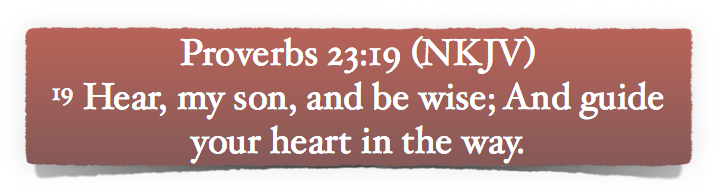 Proverbs 23:19 (NKJV)
19 Hear, my son, and be wise; And guide
your heart in the way.